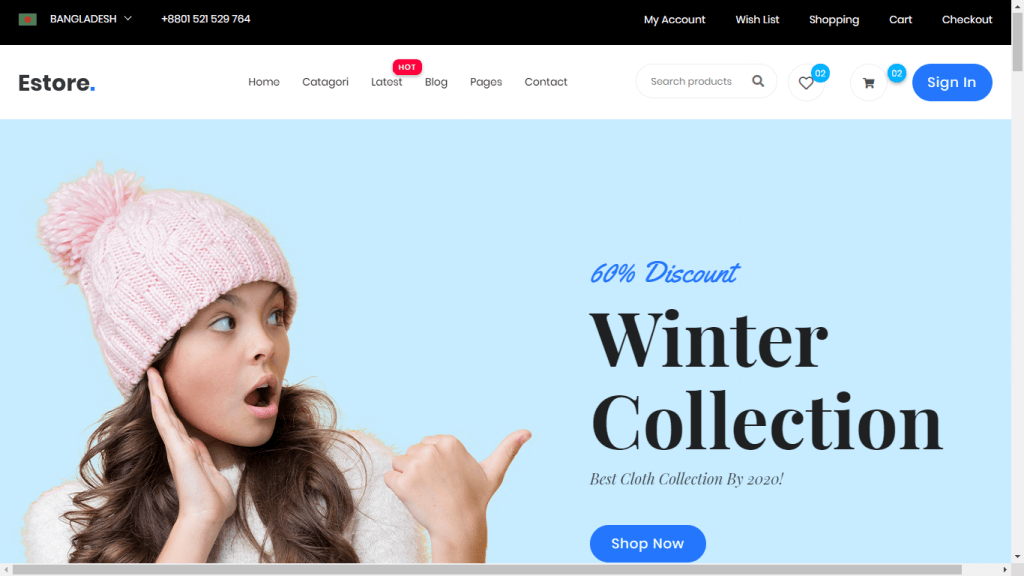 BANGLADESH +8801 521 529 764 My Account Wish List Shopping Cart Checkout
HOT
Estore. Home Catagori Latest Blog Pages Contact Search products 02 02 Sign In
60% Discount
Winter
Collection
Best Cloth Collection By 2020!
Shop Now